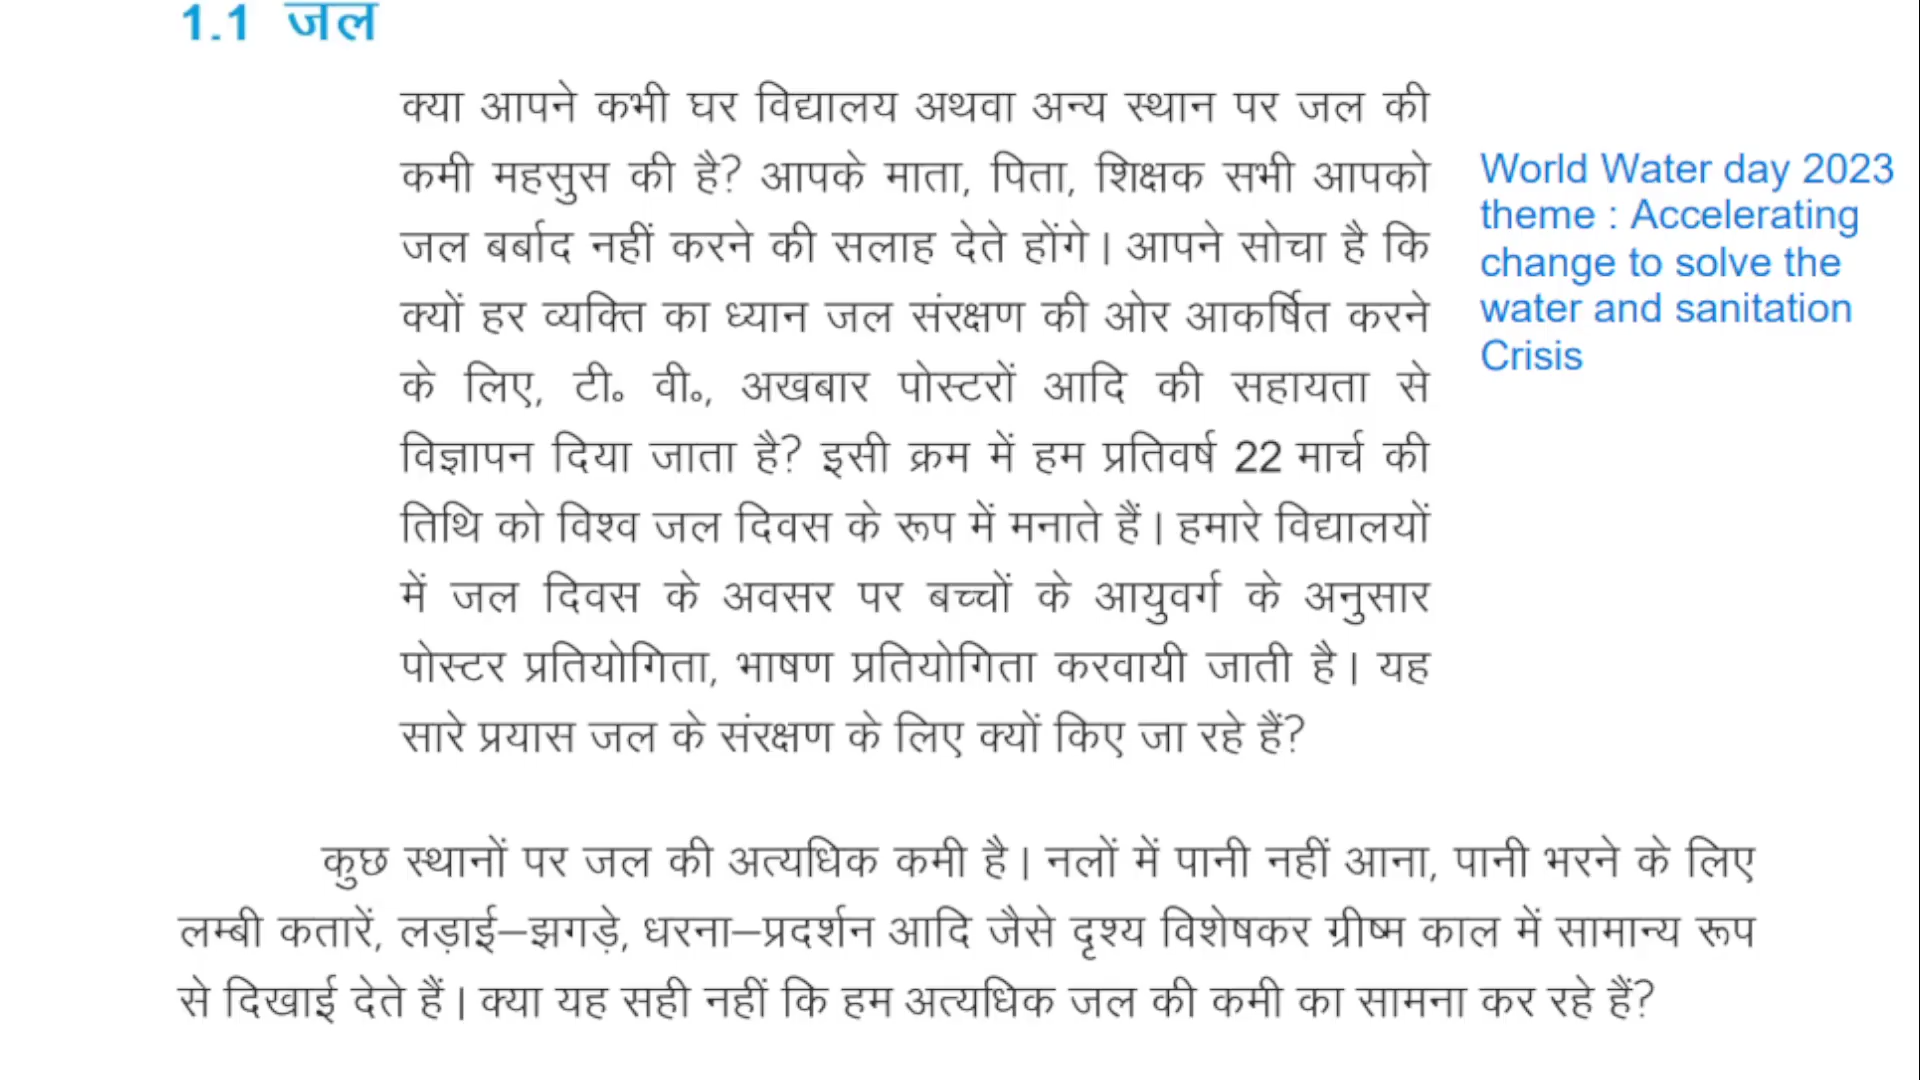 1.1 जल
क्या आपने कभी घर विद्यालय अथवा अन्य स्थान पर जल की
कमी महसुस की है? आपके माता, पिता, शिक्षक सभी आपको
जल बर्बाद नहीं करने की सलाह देते होंगे। आपने सोचा है कि
क्यों हर व्यक्ति का ध्यान जल संरक्षण की ओर आकर्षित करने
के लिए, टी॰ वी॰, अखबार पोस्टरों आदि की सहायता से
विज्ञापन दिया जाता है? इसी क्रम में हम प्रतिवर्ष 22 मार्च की
तिथि को विश्व जल दिवस के रूप में मनाते हैं। हमारे विद्यालयों
में जल दिवस के अवसर पर बच्चों के आयुवर्ग के अनुसार
पोस्टर प्रतियोगिता, भाषण प्रतियोगिता करवायी जाती है। यह
सारे प्रयास जल के संरक्षण के लिए क्यों किए जा रहे हैं?
World Water day 2023
theme : Accelerating
change to solve the
water and sanitation
Crisis
कुछ स्थानों पर जल की अत्यधिक कमी है। नलों में पानी नहीं आना, पानी भरने के लिए
लम्बी कतारें, लड़ाई–झगड़े, धरना–प्रदर्शन आदि जैसे दृश्य विशेषकर ग्रीष्म काल में सामान्य रूप
से दिखाई देते हैं। क्या यह सही नहीं कि हम अत्यधिक जल की कमी का सामना कर रहे हैं?